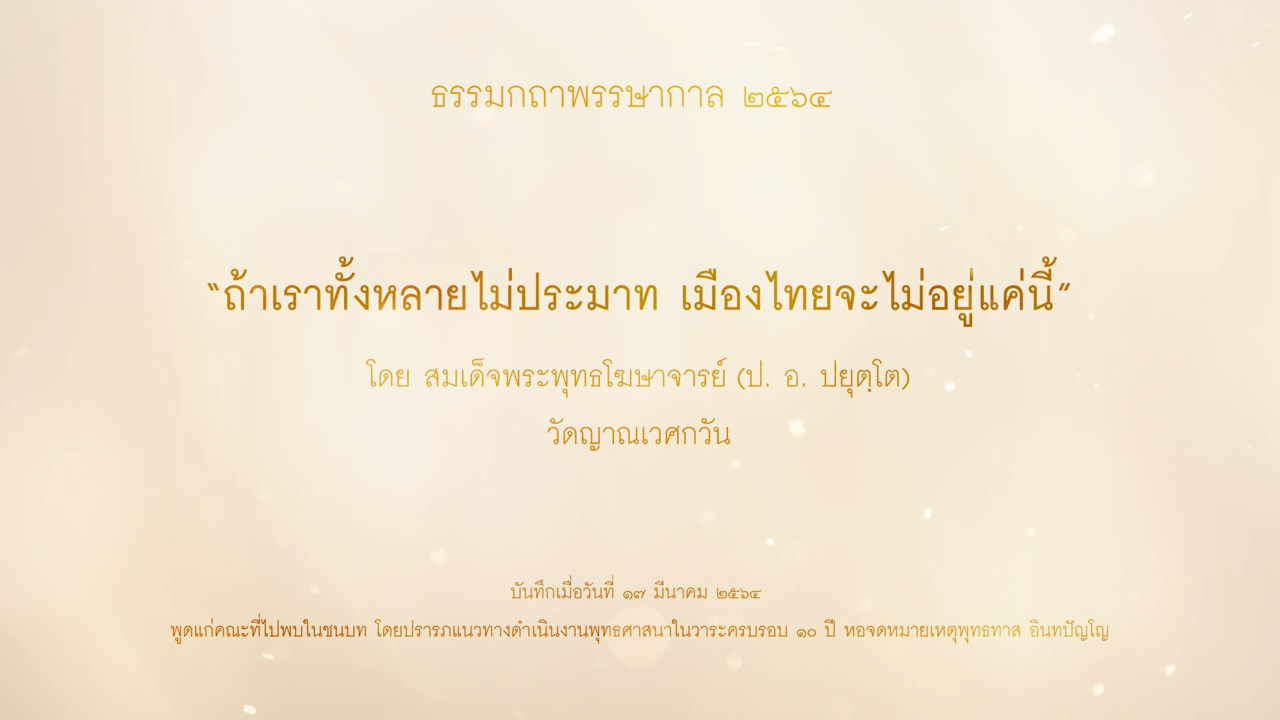 ธรรมกถาพรรษากาล ๒๕๖๔
“ถ้าเราทั้งหลายไม่ประมาท เมืองไทยจะไม่อยู่แค่นี้”
โดย สมเด็จพระพุทธโฆษาจารย์ (ป. อ. ปยุตฺโต)
วัดญาณเวศกวัน
บันทึกเมื่อวันที่ ๑๗ มีนาคม ๒๕๖๔
พูดแก่คณะที่ไปพบในชนบท โดยปรารภแนวทางดำเนินงานพุทธศาสนาในวาระครบรอบ ๑๐ ปี หอจดหมายเหตุพุทธทาส อินทปัญโญ